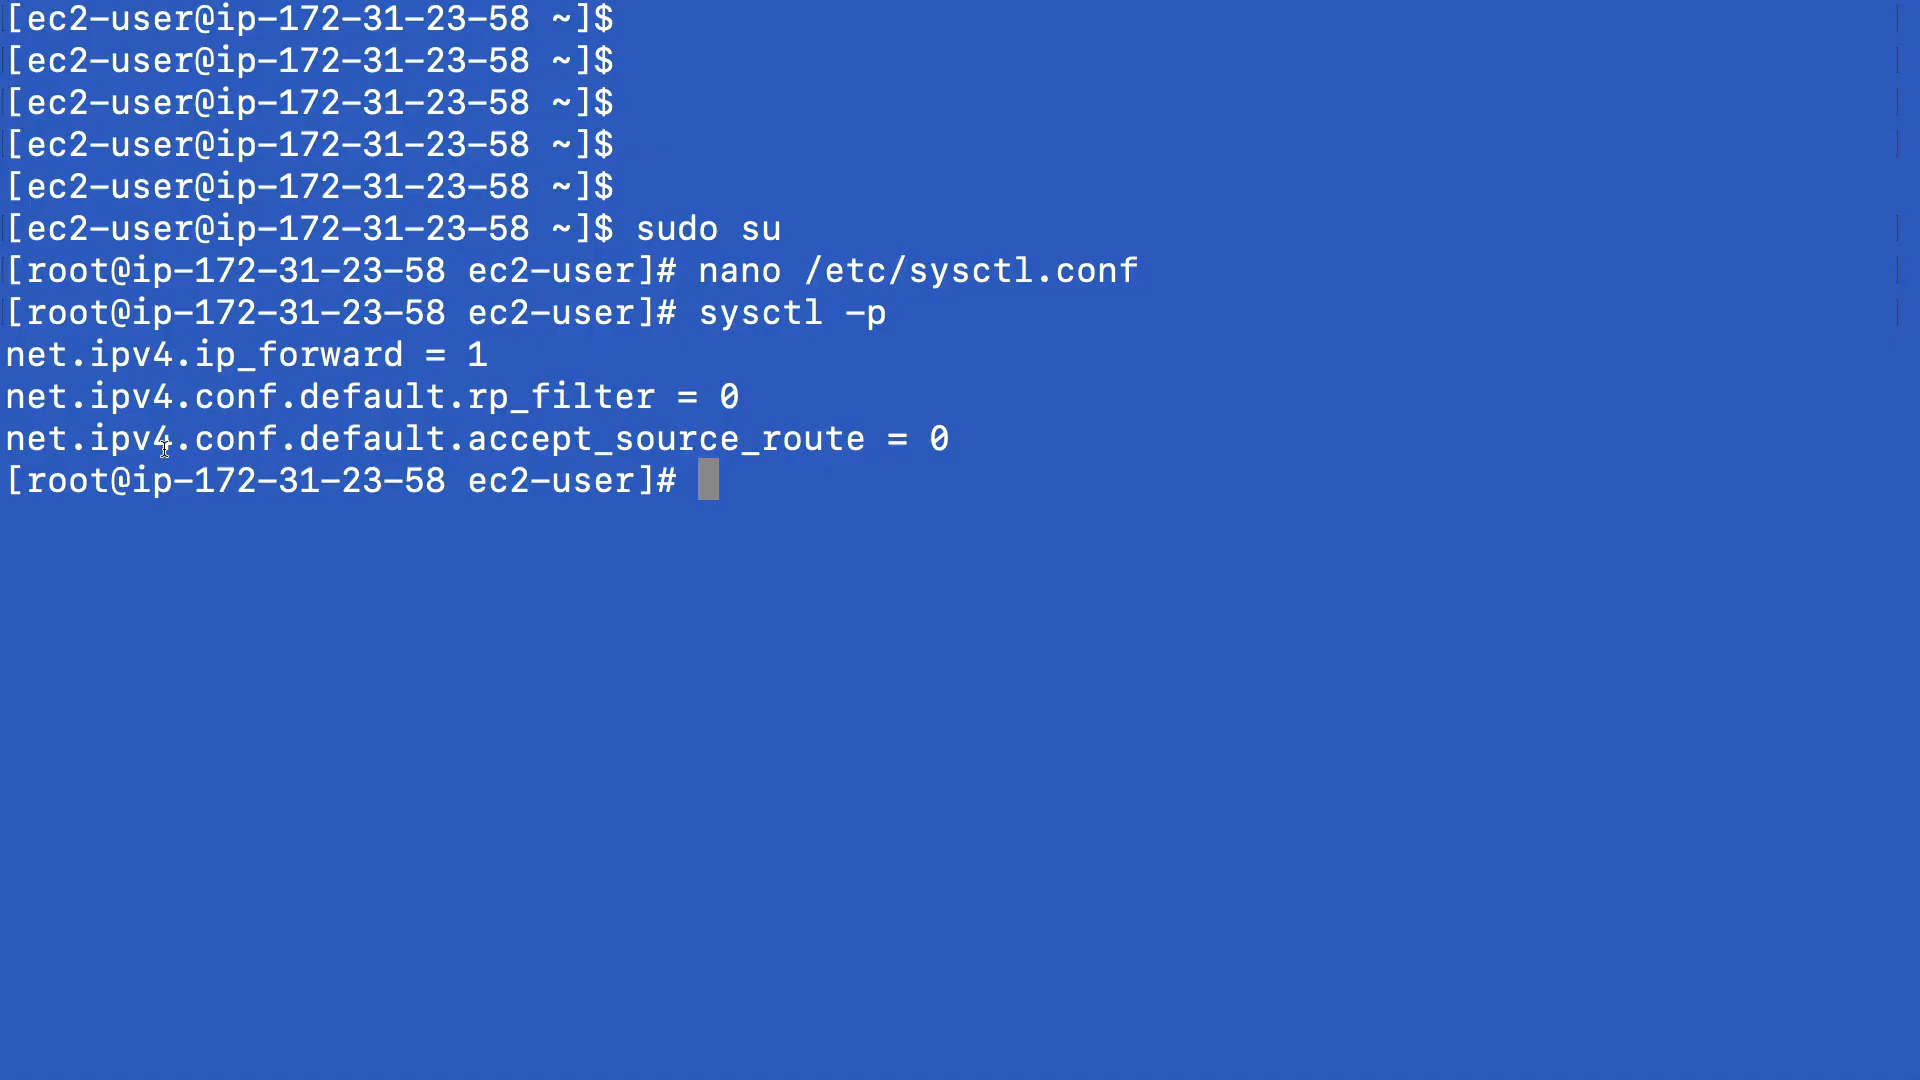 [ec2-user@ip-172-31-23-58 ~]$
[ec2-user@ip-172-31-23-58 ~]$
[ec2-user@ip-172-31-23-58 ~]$
[ec2-user@ip-172-31-23-58 ~]$
[ec2-user@ip-172-31-23-58 ~]$
[ec2-user@ip-172-31-23-58 ~]$ sudo su
[root@ip-172-31-23-58 ec2-user]# nano /etc/sysctl.conf
[root@ip-172-31-23-58 ec2-user]# sysctl -p
net.ipv4.ip_forward = 1
net.ipv4.conf.default.rp_filter = 0
net.ipv4.conf.default.accept_source_route = 0
[root@ip-172-31-23-58 ec2-user]#